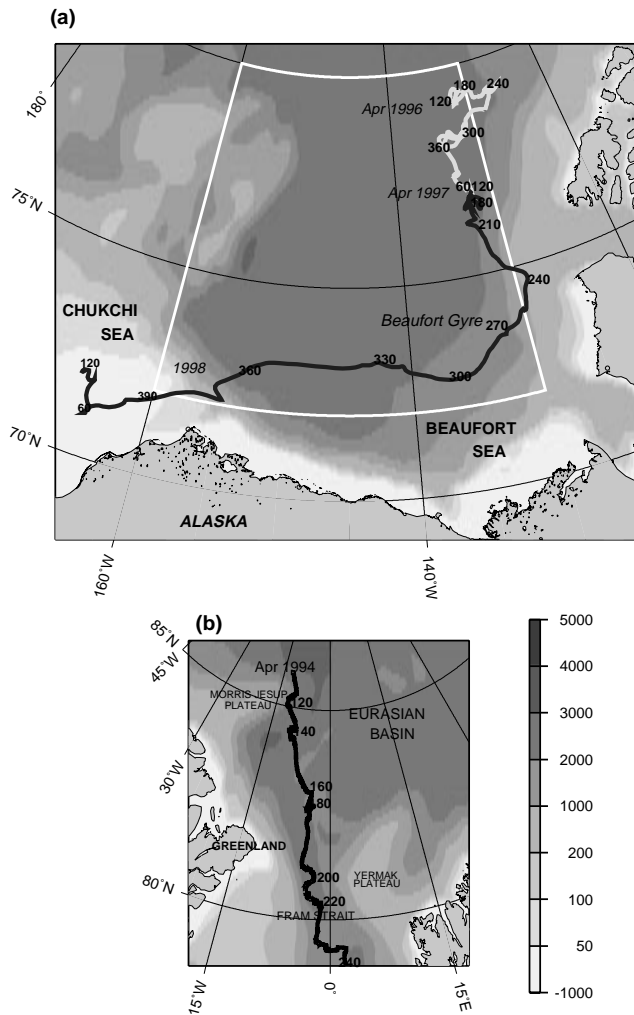 (a)
180°
75°N
70°N
160°W
140°W
Apr 1996
120
180
240
300
360
Apr 1997
60
120
180
210
240
270
Beaufort Gyre
300
330
360
1998
390
60
120
CHUKCHI
SEA
BEAUFORT
SEA
ALASKA
(b)
85°N
45°W
30°W
80°N
15°W
0°
15°E
Apr 1994
MORRIS JESUP
PLATEAU
120
140
EURASIAN
BASIN
160
80
GREENLAND
YERMAK
PLATEAU
200
220
FRAM STRAIT
240
5000
4000
3000
2000
1000
200
100
50
-1000